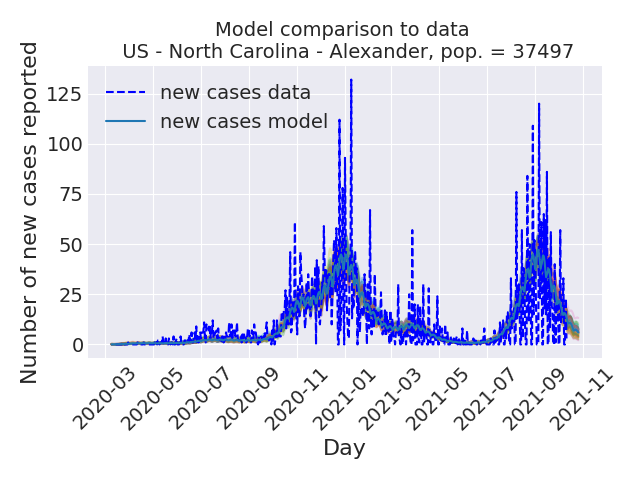 Model comparison to data
US - North Carolina - Alexander, pop. = 37497
Number of new cases reported
125
100
75
50
25
0
new cases data
new cases model
2020-03
2020-05
2020-07
2020-09
2020-11
2021-01
2021-03
2021-05
2021-07
2021-09
2021-11
Day